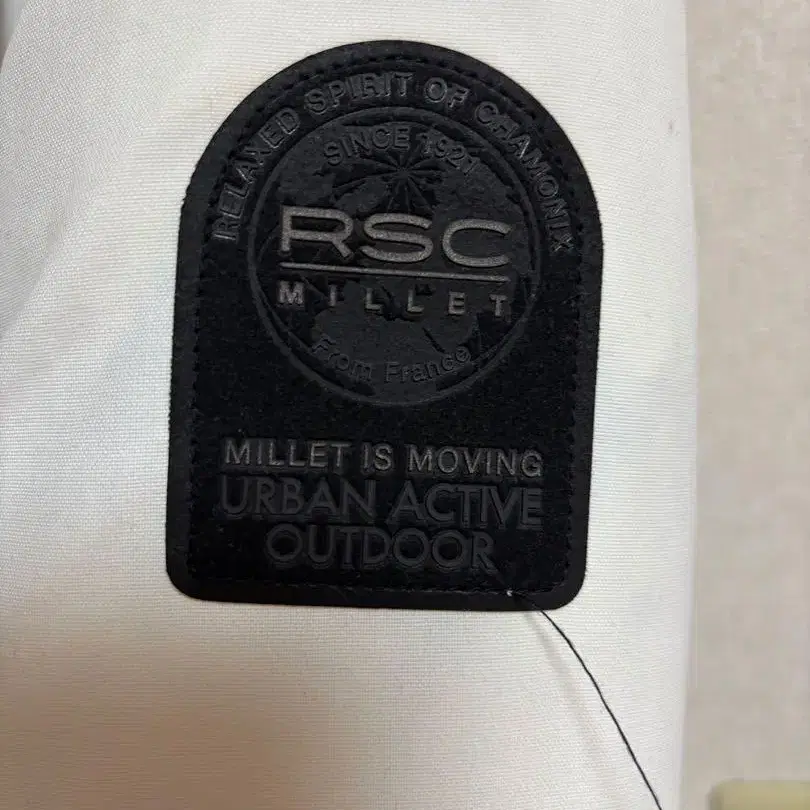 RELAXED SPIRIT OF CHAMONIX
SINCE 1921
RSC
MILLET
From France
MILLET IS MOVING
URBAN ACTIVE
OUTDOOR